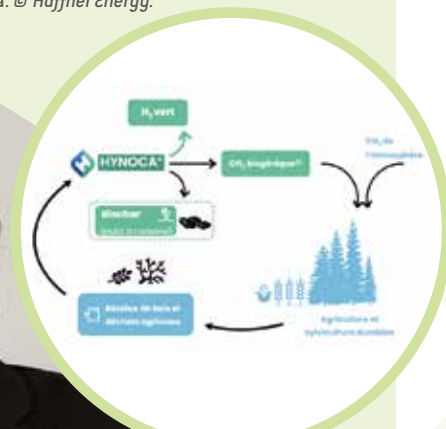 © Haffner Energy.
H₂ vert
HYNOCA®
CO₂ biogénique
CO₂ de
l'atmosphère
Biochar
Résidus de bois et
déchets agricoles
Agriculture et
sylviculture durables